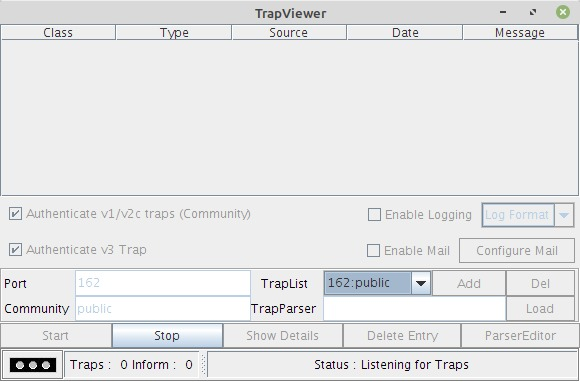 TrapViewer
Class Type Source Date Message
Authenticate v1/v2c traps (Community) Enable Logging Log Format
Authenticate v3 Trap Enable Mail Configure Mail
Port 162 TrapList 162:public Add Del
Community public TrapParser Load
Start Stop Show Details Delete Entry ParserEditor
Traps : 0 Inform : 0 Status : Listening for Traps